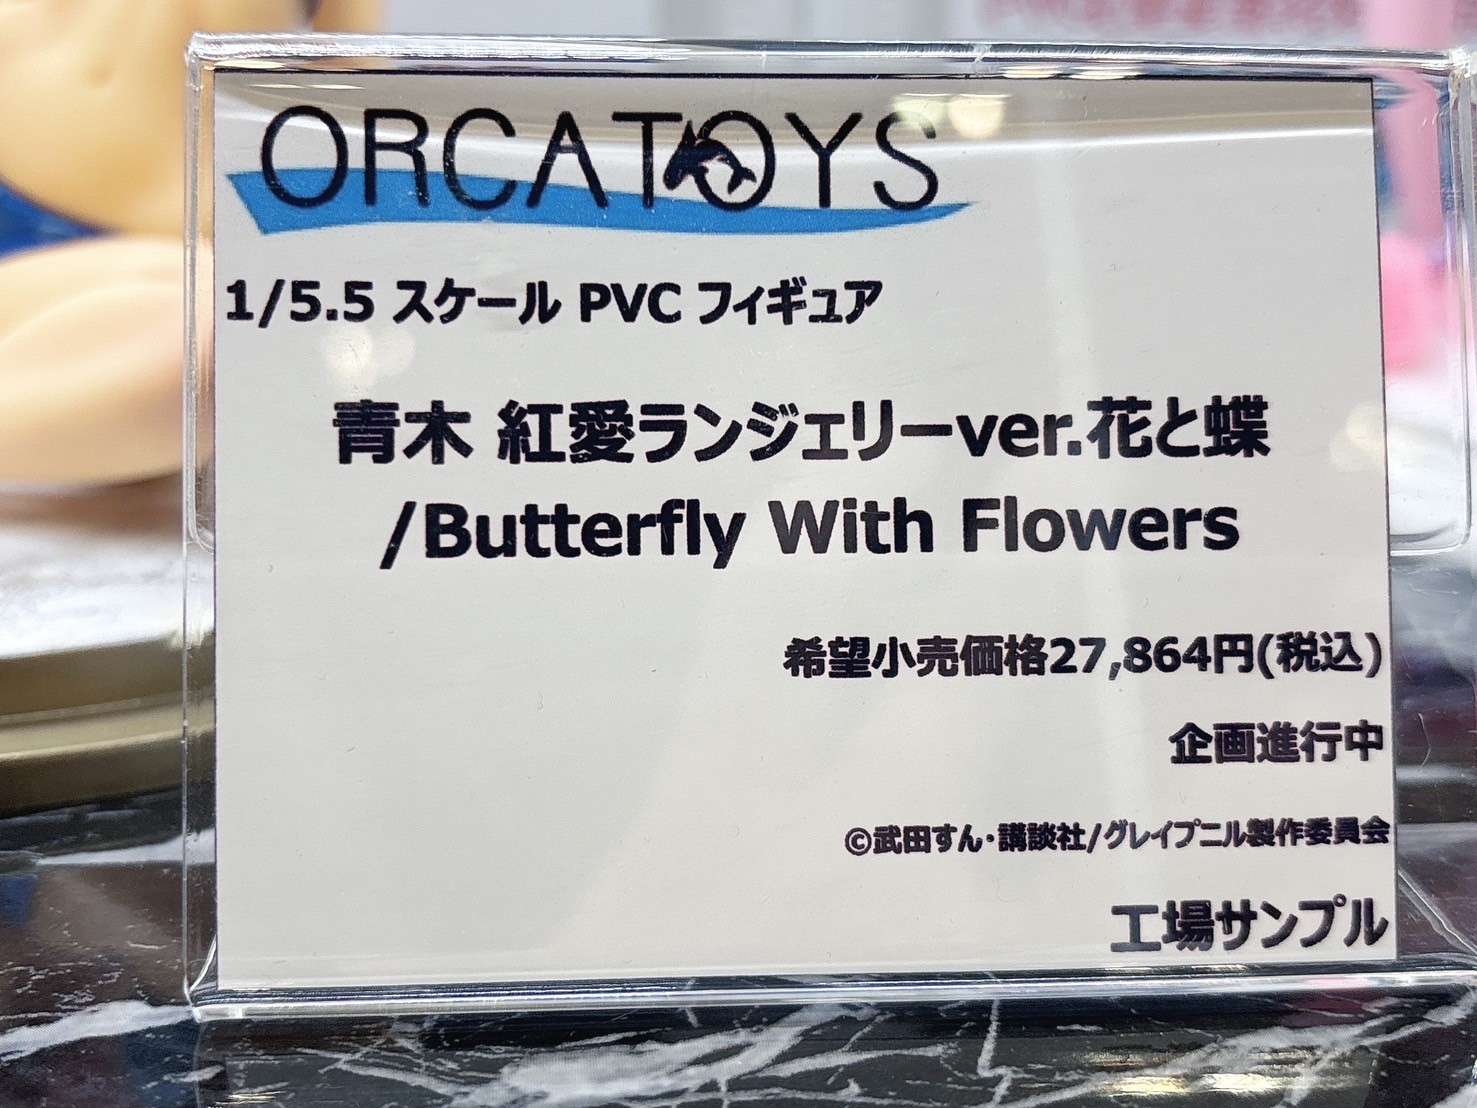 ORCATOYS
1/5.5 スケール PVC フィギュア
青木 紅愛ランジェリーver.花と蝶
/Butterfly With Flowers
希望小売価格27,864円(税込)
企画進行中
©武田すん・講談社/グレイプニル製作委員会
工場サンプル